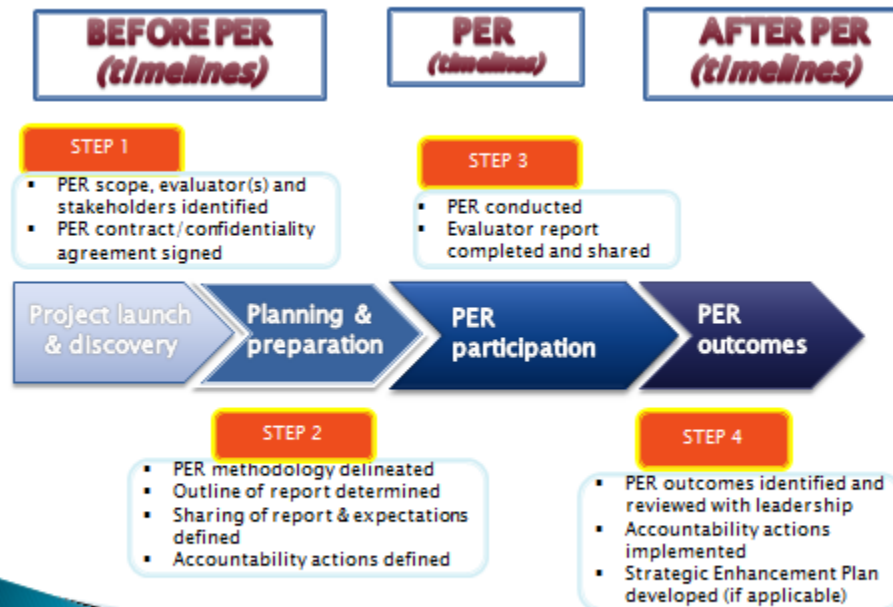 BEFORE PER
(timelines)
PER
(timelines)
AFTER PER
(timelines)
STEP 1
▪ PER scope, evaluator(s) and
stakeholders identified
▪ PER contract/confidentiality
agreement signed
STEP 3
▪ PER conducted
▪ Evaluator report
completed and shared
Project launch
& discovery
Planning &
preparation
PER
participation
PER
outcomes
STEP 2
▪ PER methodology delineated
▪ Outline of report determined
▪ Sharing of report & expectations
defined
▪ Accountability actions defined
STEP 4
▪ PER outcomes identified and
reviewed with leadership
▪ Accountability actions
implemented
▪ Strategic Enhancement Plan
developed (if applicable)